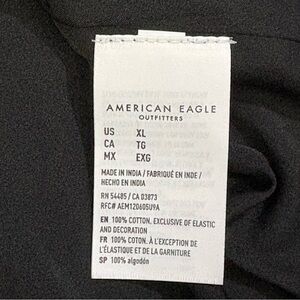 AMERICAN EAGLE
OUTFITTERS
US XL
CA TG
MX EXG
MADE IN INDIA / FABRIQUÉ EN INDE /
HECHO EN INDIA
RN 54485 / CA D3873
RFC# AEM120605U9A
EN 100% COTTON, EXCLUSIVE OF ELASTIC
AND DECORATION
FR 100% COTON. À L'EXCEPTION DE
L'ÉLASTIQUE ET DE LA GARNITURE
SP 100% algodón